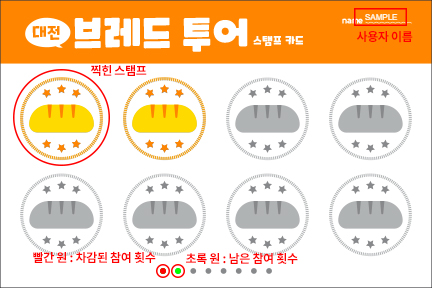 대전 브레드 투어 스탬프 카드
name SAMPLE
사용자 이름
찍힌 스탬프
빨간 원 : 차감된 참여 횟수
초록 원 : 남은 참여 횟수